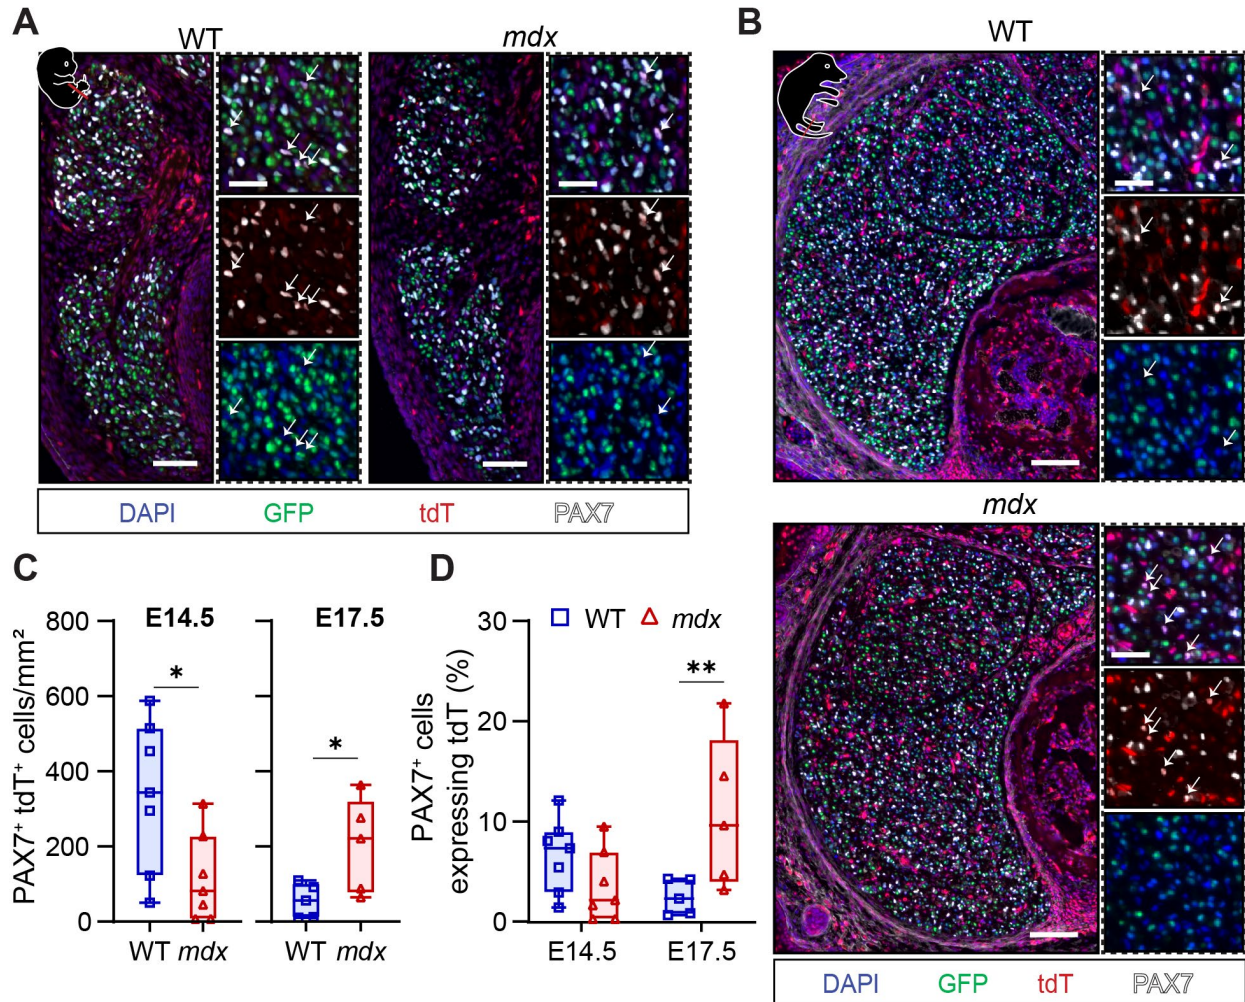 A
WT
mdx
DAPI GFP tdT PAX7
B
WT
mdx
DAPI GFP tdT PAX7
C
E14.5 E17.5
PAX7⁺ tdT⁺ cells/mm²
800
600
400
200
0
WT mdx WT mdx
* *
D
WT mdx
PAX7⁺ cells
expressing tdT (%)
30
20
10
0
**
E14.5 E17.5